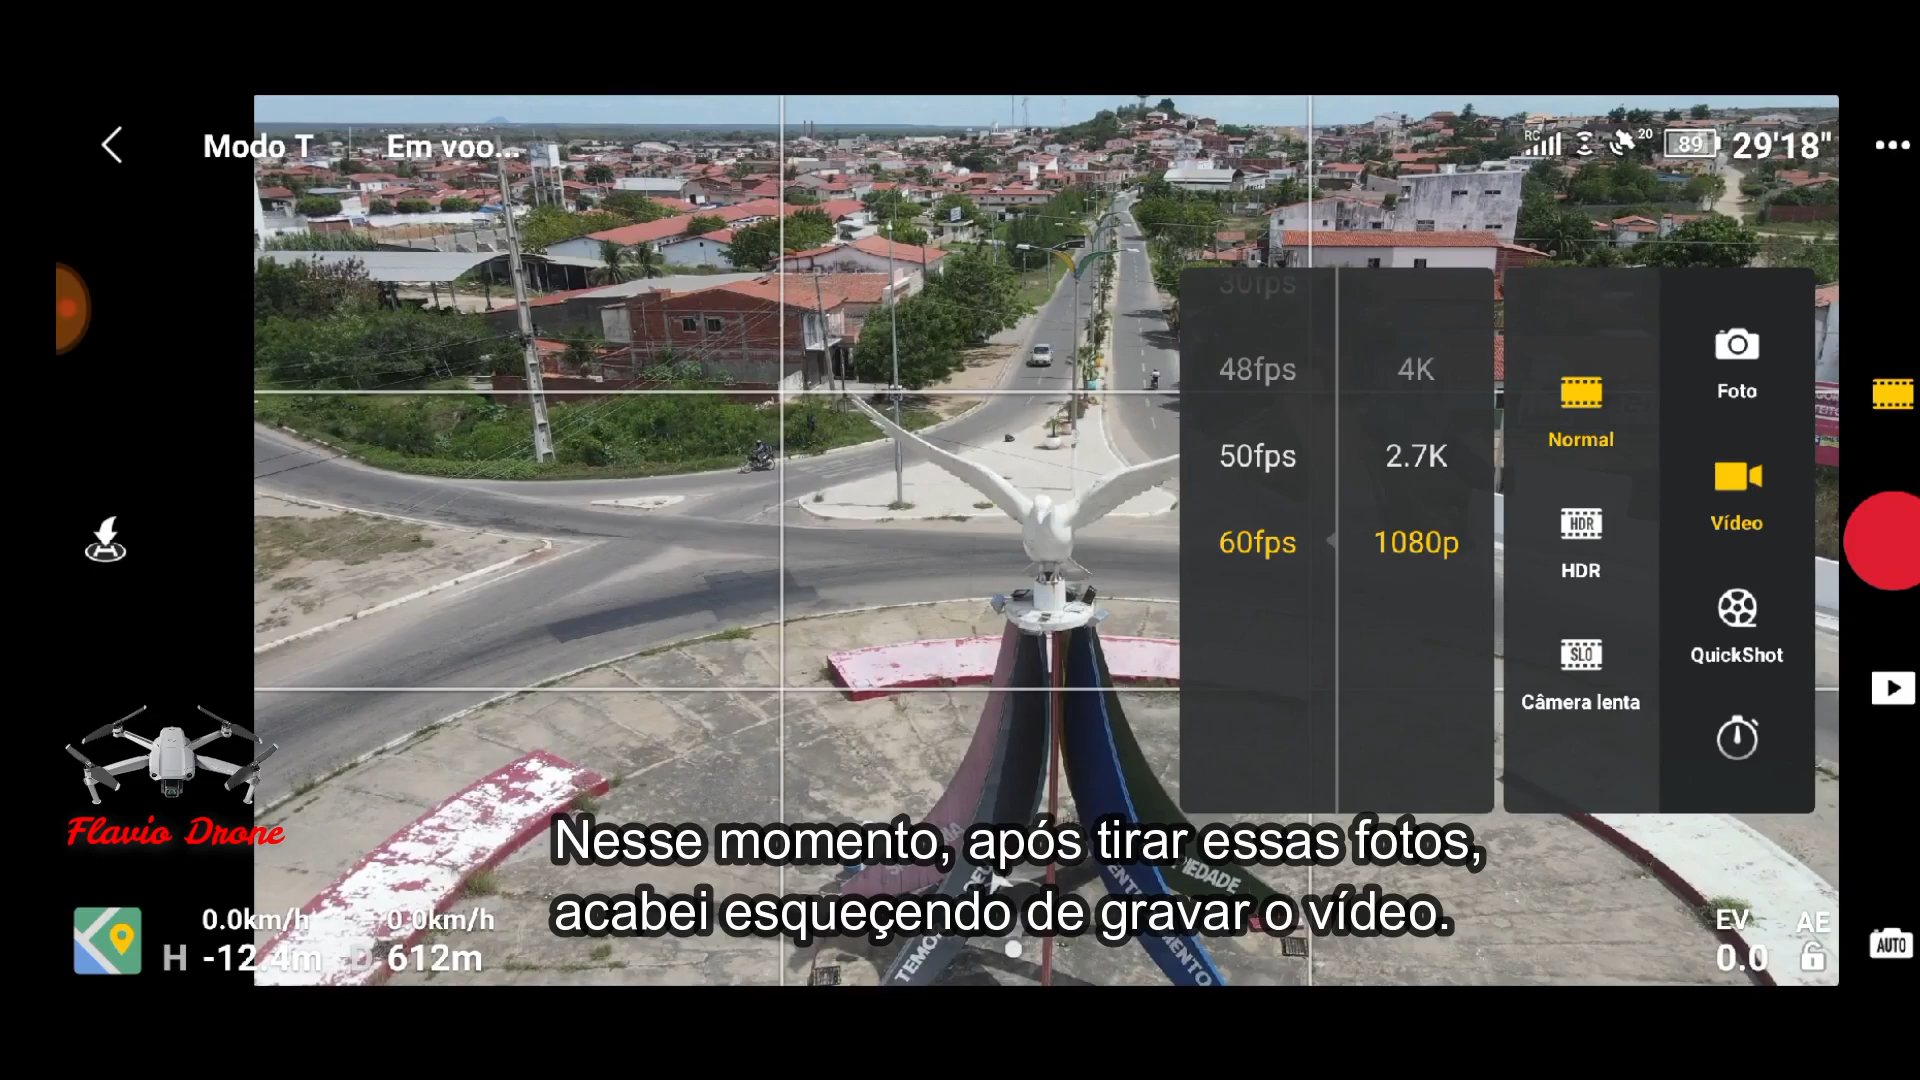 Modo T
Em voo...
RC
20
89
29'18"
30fps
48fps
50fps
60fps
4K
2.7K
1080p
Normal
HDR
HDR
SLO
Câmera lenta
Foto
Vídeo
QuickShot
Flavio Drone
Nesse momento, após tirar essas fotos,
acabei esqueçendo de gravar o vídeo.
PIEDADE
0.0km/h
0.0km/h
H -12.4m
D 612m
EV
0.0
AE
AUTO